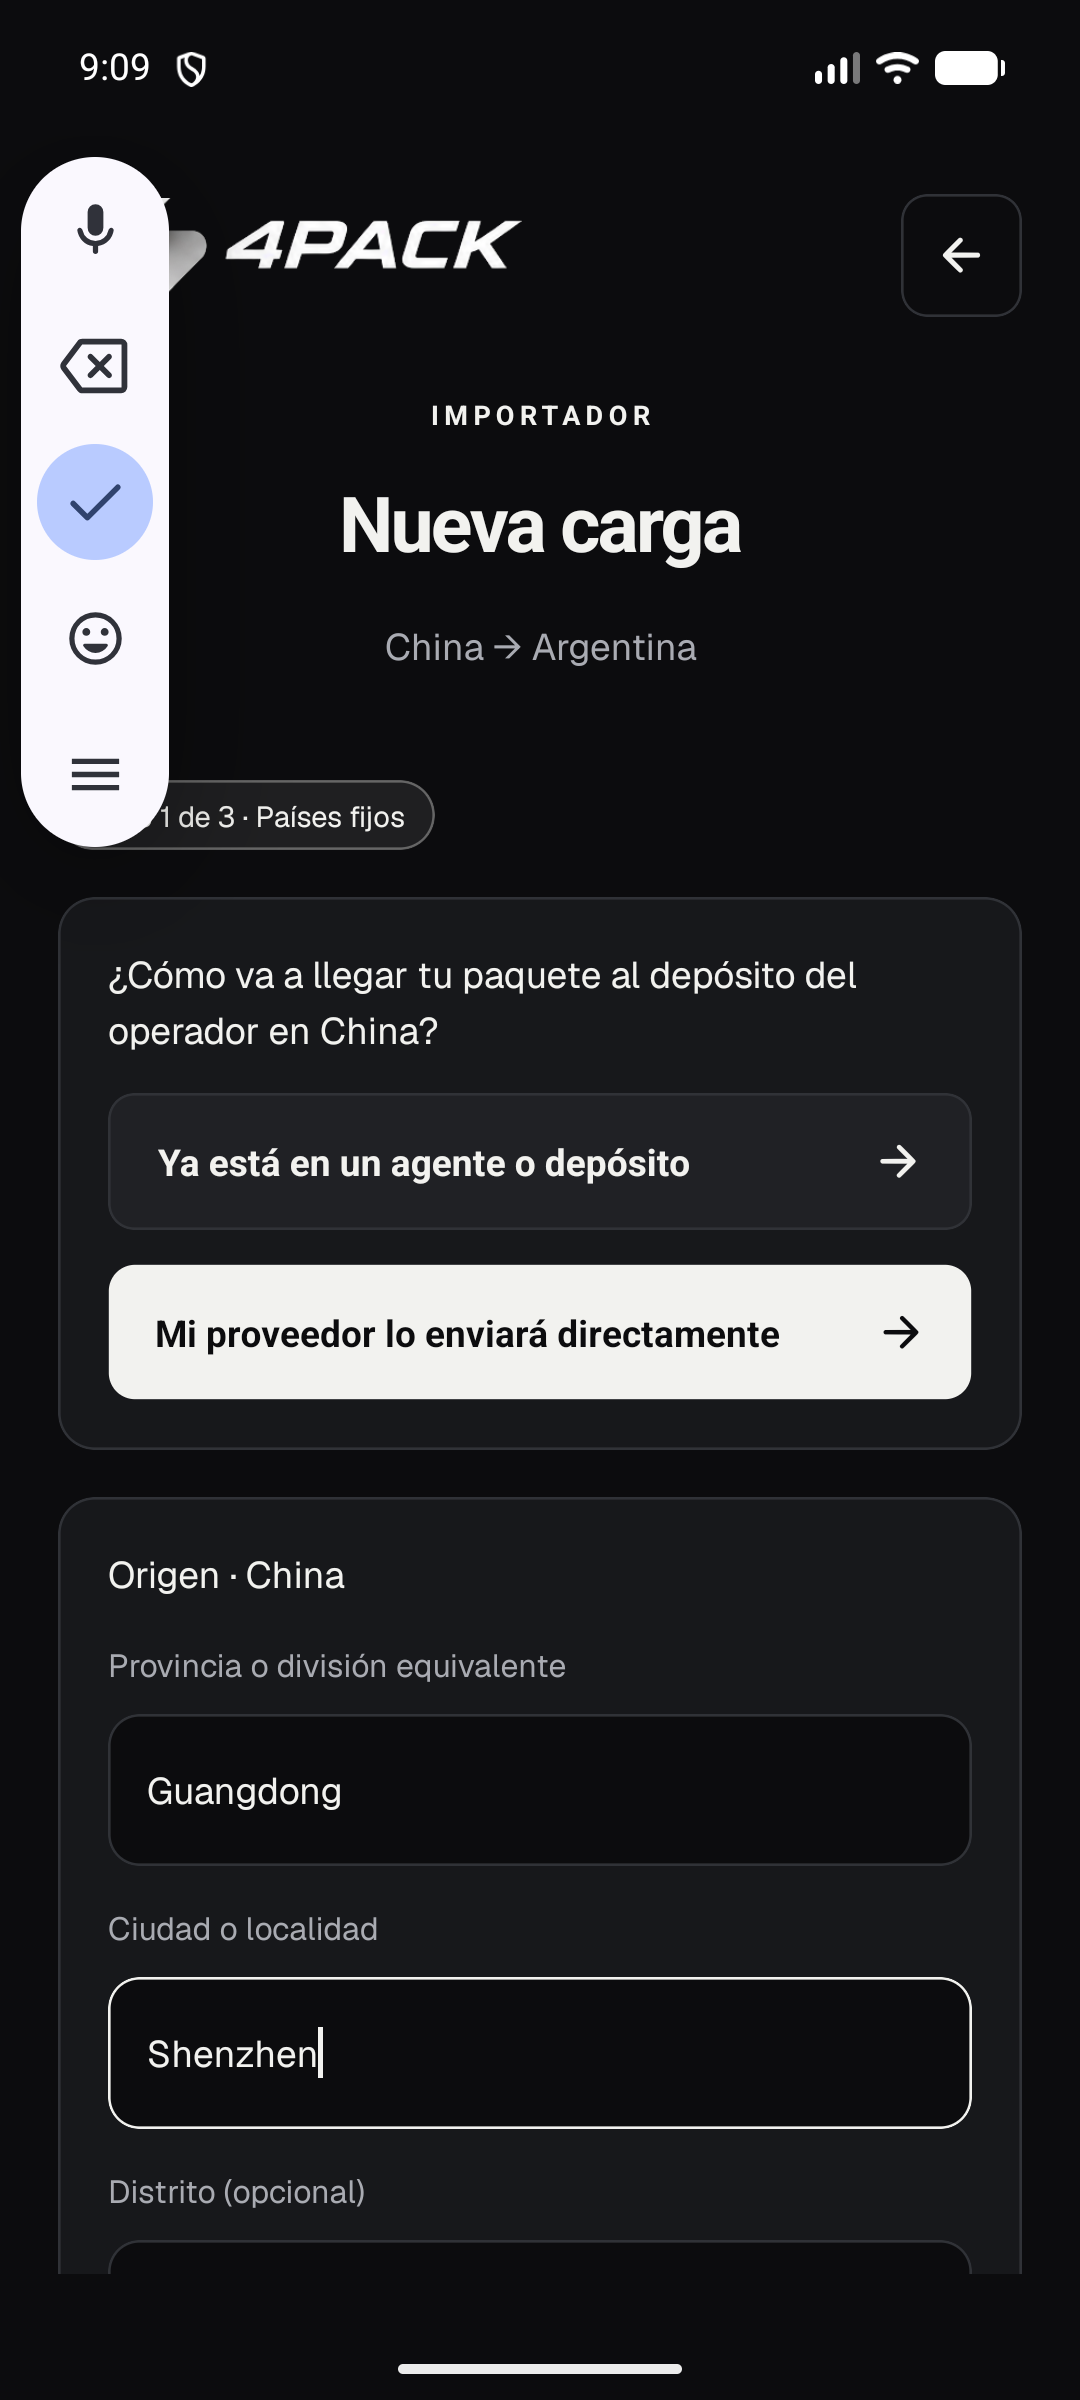 9:09
4PACK
IMPORTADOR
Nueva carga
China → Argentina
1 de 3 · Países fijos
¿Cómo va a llegar tu paquete al depósito del
operador en China?
Ya está en un agente o depósito →
Mi proveedor lo enviará directamente →
Origen · China
Provincia o división equivalente
Guangdong
Ciudad o localidad
Shenzhen
Distrito (opcional)